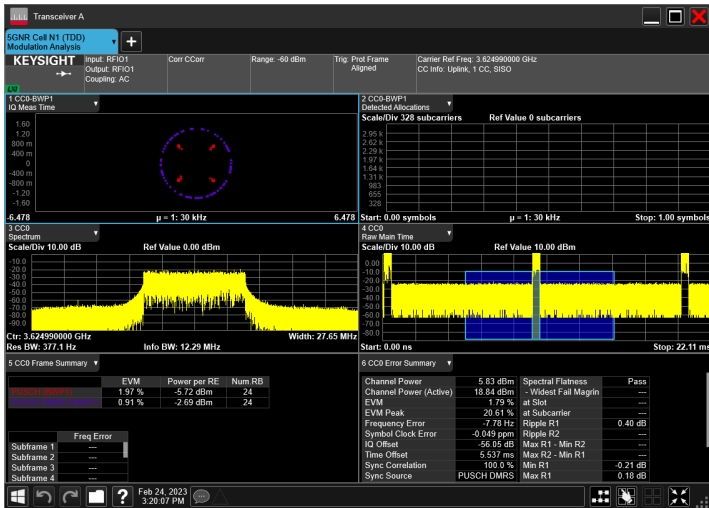 Transceiver A
5GNR Cell N1 (TDD)
Modulation Analysis
KEYSIGHT
LXI
Input: RFIO1
Output: RFIO1
Coupling: AC
Corr CCorr
Range: -60 dBm
Trig: Prot Frame
Aligned
Carrier Ref Freq: 3.624990000 GHz
CC Info: Uplink, 1 CC, SISO
1 CC0-BWP1
IQ Meas Time
1.60
1.20
800 m
400 m
0
-400 m
-800 m
-1.20
-1.60
-6.478
µ = 1: 30 kHz
6.478
2 CC0-BWP1
Detected Allocations
Scale/Div 328 subcarriers
Ref Value 0 subcarriers
2.95 k
2.62 k
2.29 k
1.97 k
1.64 k
1.31 k
983
655
328
Start: 0.00 symbols
µ = 1: 30 kHz
Stop: 1.00 symbols
3 CC0
Spectrum
Scale/Div 10.00 dB
Ref Value 0.00 dBm
-10.0
-20.0
-30.0
-40.0
-50.0
-60.0
-70.0
-80.0
-90.0
Ctr: 3.624990000 GHz
Width: 27.65 MHz
Res BW: 377.1 Hz
Info BW: 12.29 MHz
4 CC0
Raw Main Time
Scale/Div 10.00 dB
Ref Value 10.00 dBm
0.00
-10.0
-20.0
-30.0
-40.0
-50.0
-60.0
-70.0
-80.0
Start: 0.00 ns
Stop: 22.11 ms
5 CC0 Frame Summary
EVM Power per RE Num.RB
1.97 % -5.72 dBm 24
0.91 % -2.69 dBm 24
Freq Error
Subframe 1 ---
Subframe 2 ---
Subframe 3 ---
Subframe 4 ---
6 CC0 Error Summary
Channel Power 5.83 dBm Spectral Flatness Pass
Channel Power (Active) 18.84 dBm - Widest Fail Magrin ---
EVM 1.79 % at Slot ---
EVM Peak 20.61 % at Subcarrier ---
Frequency Error -7.78 Hz Ripple R1 0.40 dB
Symbol Clock Error -0.049 ppm Ripple R2 ---
IQ Offset -56.05 dB Max R1 - Min R2 ---
Time Offset 5.537 ms Max R2 - Min R1 ---
Sync Correlation 100.0 % Min R1 -0.21 dB
Sync Source PUSCH DMRS Max R1 0.18 dB
Feb 24, 2023
3:20:07 PM